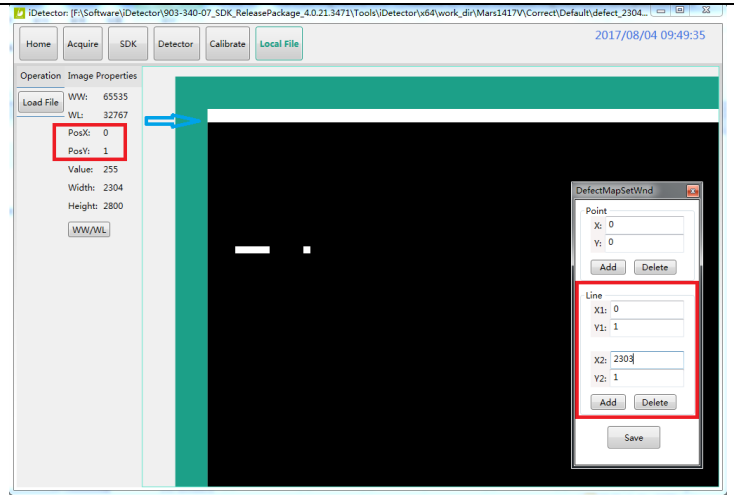 iDetector: [F:\Software\iDetector\903-340-07_SDK_ReleasePackage_4.0.21.3471\Tools\iDetector\x64\work_dir\Mars1417V\Correct\Default\defect_2304...
Home Acquire SDK Detector Calibrate Local File
2017/08/04 09:49:35
Operation Image Properties
Load File
WW: 65535
WL: 32767
PosX: 0
PosY: 1
Value: 255
Width: 2304
Height: 2800
WW/WL
DefectMapSetWnd
Point
X: 0
Y: 0
Add Delete
Line
X1: 0
Y1: 1
X2: 2303
Y2: 1
Add Delete
Save